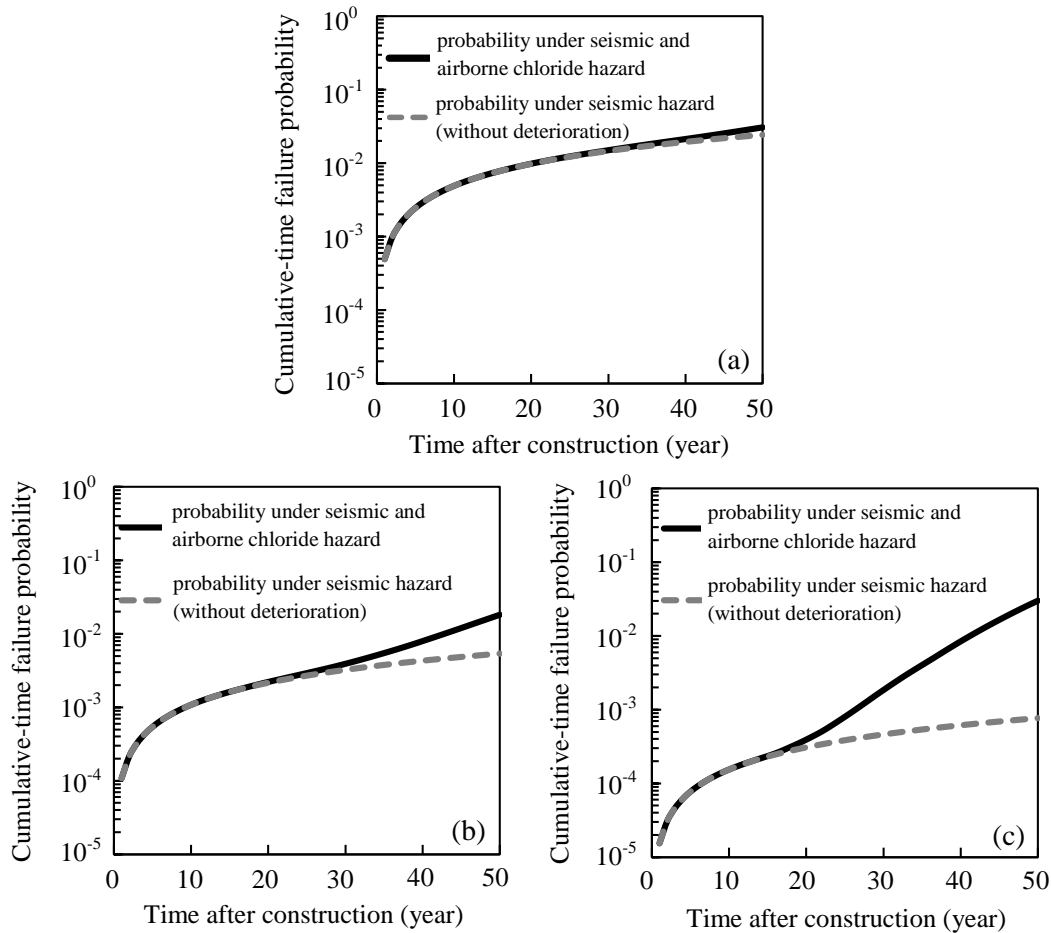 10^0
10^-1
10^-2
10^-3
10^-4
10^-5
Cumulative-time failure probability
probability under seismic and
airborne chloride hazard
probability under seismic hazard
(without deterioration)
(a)
0 10 20 30 40 50
Time after construction (year)
10^0
10^-1
10^-2
10^-3
10^-4
10^-5
Cumulative-time failure probability
probability under seismic and
airborne chloride hazard
probability under seismic hazard
(without deterioration)
(b)
0 10 20 30 40 50
Time after construction (year)
10^0
10^-1
10^-2
10^-3
10^-4
10^-5
Cumulative-time failure probability
probability under seismic and
airborne chloride hazard
probability under seismic hazard
(without deterioration)
(c)
0 10 20 30 40 50
Time after construction (year)